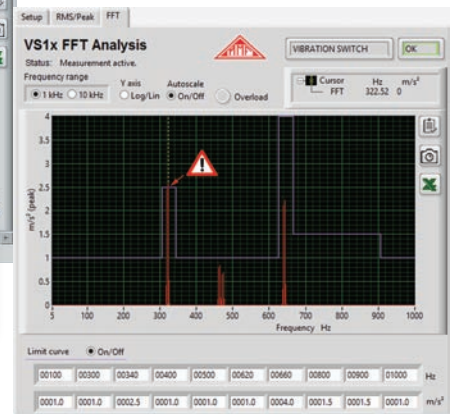 Setup RMS/Peak FFT
VS1x FFT Analysis
MMF
VIBRATION SWITCH OK
Status: Measurement active.
Frequency range
1 kHz 10 kHz
Y axis
Log/Lin
Autoscale
On/Off
Overload
Cursor Hz m/s²
FFT 322.52 0
4
3.5
3
2.5
2
1.5
1
0.5
0
m/s² (peak)
5 100 200 300 400 500 600 700 800 900 1000
Frequency Hz
Limit curve On/Off
00100 00300 00340 00400 00500 00620 00660 00800 00900 01000 Hz
0001.0 0001.0 0002.5 0001.0 0001.0 0001.0 0004.0 0001.5 0001.5 0001.0 m/s²